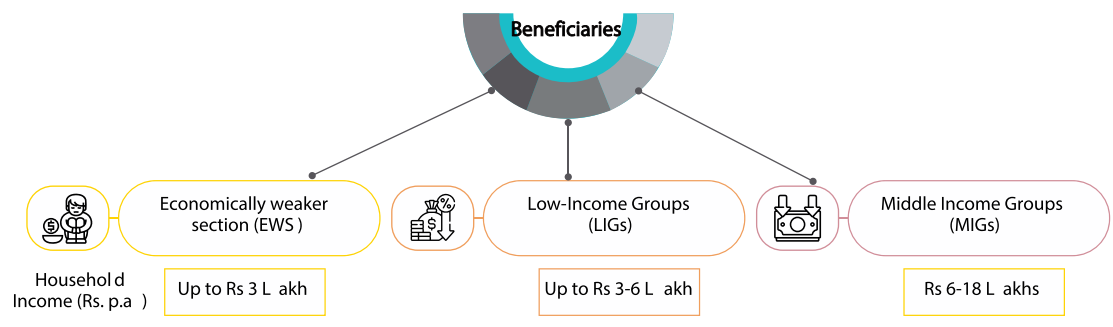 Beneficiaries
Economically weaker
section (EWS )
Low-Income Groups
(LIGs)
Middle Income Groups
(MIGs)
Household
Income (Rs. p.a )
Up to Rs 3 L akh
Up to Rs 3-6 L akh
Rs 6-18 L akhs